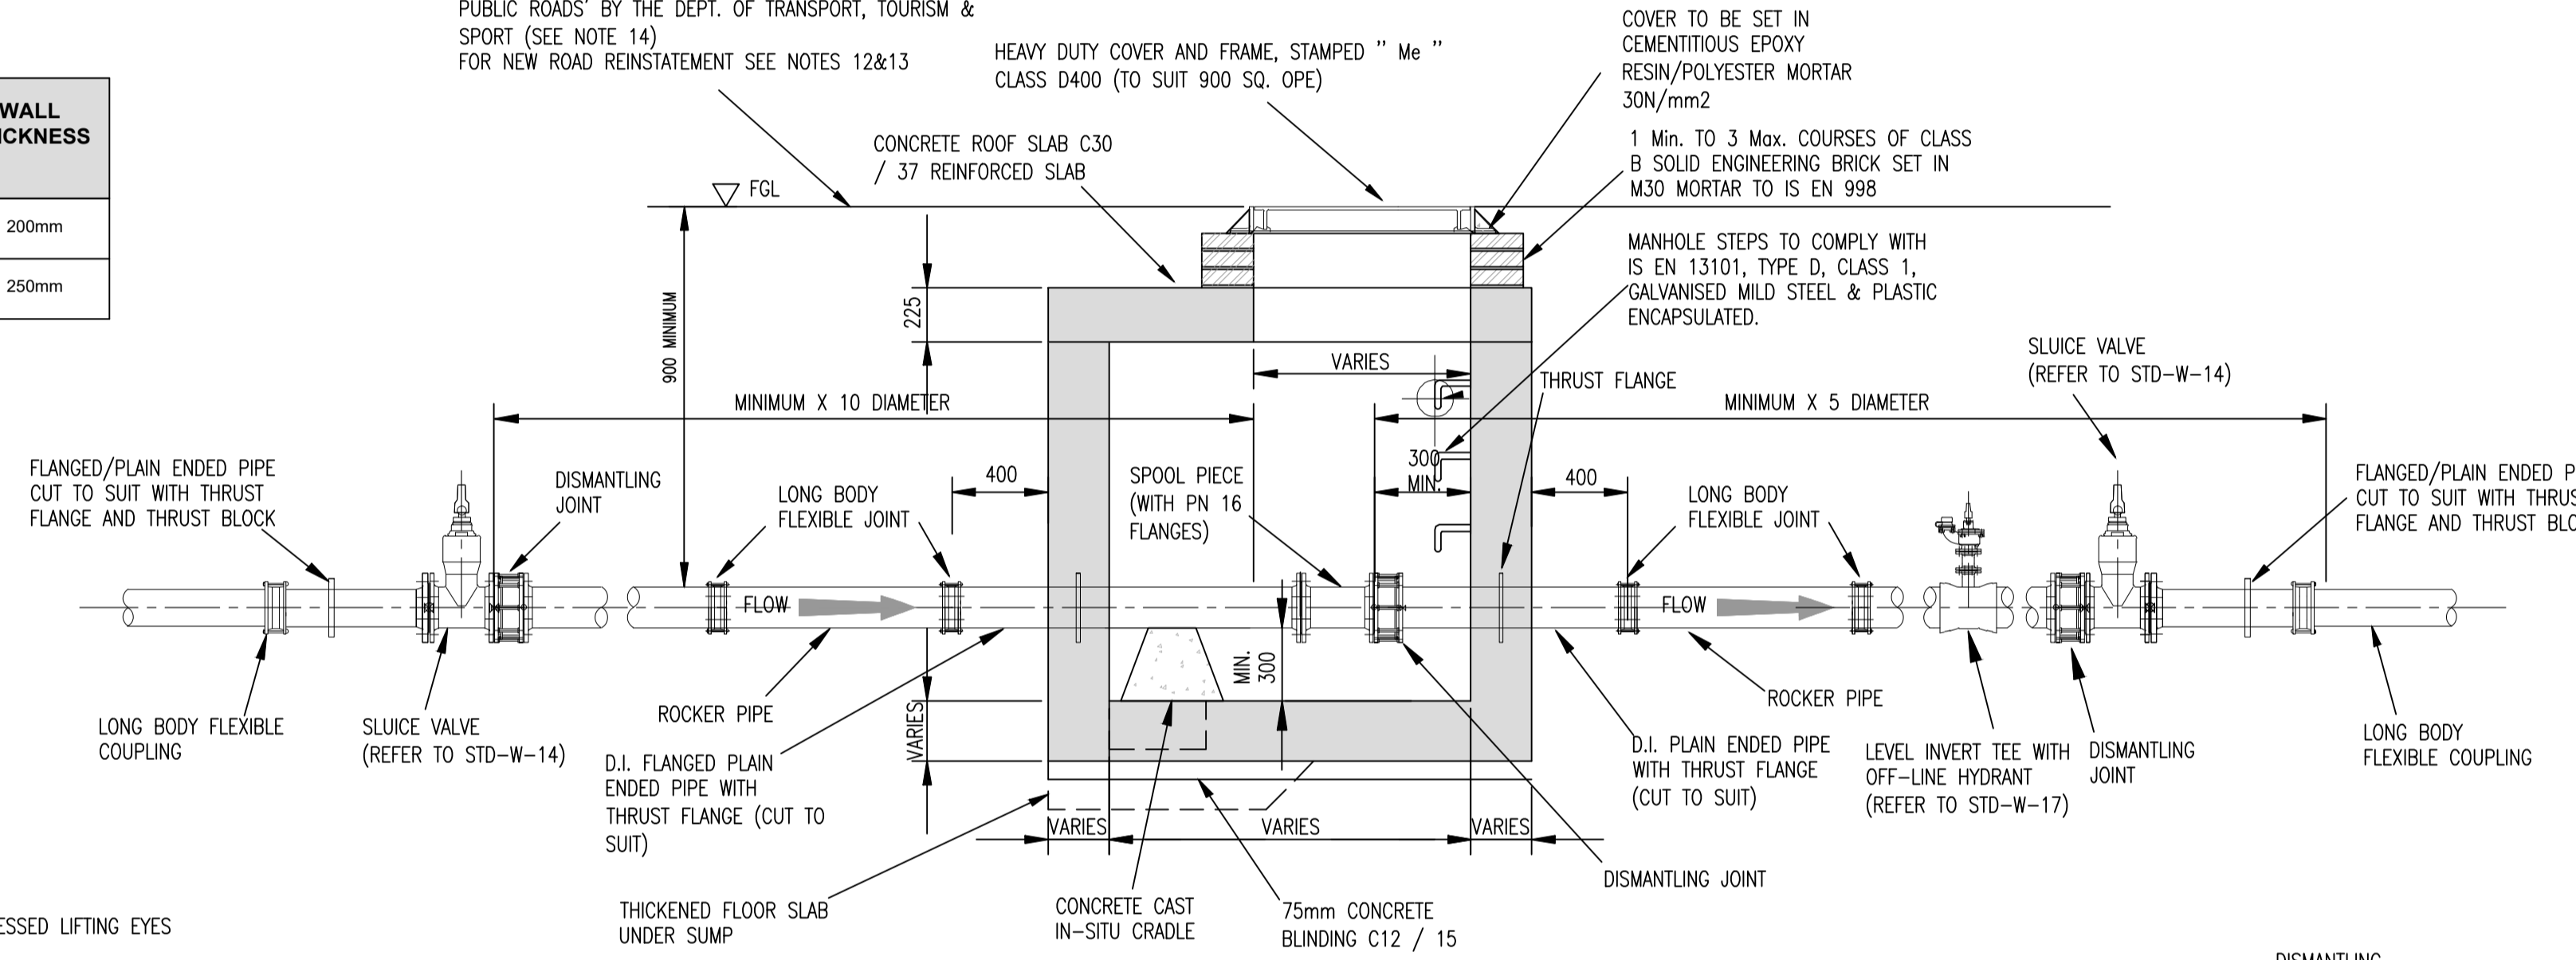 PUBLIC ROADS' BY THE DEPT. OF TRANSPORT, TOURISM &
SPORT (SEE NOTE 14)
FOR NEW ROAD REINSTATEMENT SEE NOTES 12&13
HEAVY DUTY COVER AND FRAME, STAMPED " Me "
CLASS D400 (TO SUIT 900 SQ. OPE)
COVER TO BE SET IN
CEMENTITIOUS EPOXY
RESIN/POLYESTER MORTAR
30N/mm2
WALL
ICKNESS
200mm
250mm
CONCRETE ROOF SLAB C30
/ 37 REINFORCED SLAB
1 Min. TO 3 Max. COURSES OF CLASS
B SOLID ENGINEERING BRICK SET IN
M30 MORTAR TO IS EN 998
FGL
MANHOLE STEPS TO COMPLY WITH
IS EN 13101, TYPE D, CLASS 1,
GALVANISED MILD STEEL & PLASTIC
ENCAPSULATED.
225
900 MINIMUM
VARIES
THRUST FLANGE
SLUICE VALVE
(REFER TO STD-W-14)
MINIMUM X 10 DIAMETER
MINIMUM X 5 DIAMETER
FLANGED/PLAIN ENDED PIPE
CUT TO SUIT WITH THRUST
FLANGE AND THRUST BLOCK
DISMANTLING
JOINT
LONG BODY
FLEXIBLE JOINT
400
SPOOL PIECE
(WITH PN 16
FLANGES)
300
MIN.
400
LONG BODY
FLEXIBLE JOINT
FLANGED/PLAIN ENDED P
CUT TO SUIT WITH THRUS
FLANGE AND THRUST BLO
FLOW
FLOW
MIN.
300
VARIES
LONG BODY FLEXIBLE
COUPLING
SLUICE VALVE
(REFER TO STD-W-14)
ROCKER PIPE
D.I. FLANGED PLAIN
ENDED PIPE WITH
THRUST FLANGE (CUT TO
SUIT)
ROCKER PIPE
D.I. PLAIN ENDED PIPE
WITH THRUST FLANGE
(CUT TO SUIT)
LEVEL INVERT TEE WITH
OFF-LINE HYDRANT
(REFER TO STD-W-17)
DISMANTLING
JOINT
LONG BODY
FLEXIBLE COUPLING
VARIES
VARIES
VARIES
DISMANTLING JOINT
THICKENED FLOOR SLAB
UNDER SUMP
CONCRETE CAST
IN-SITU CRADLE
75mm CONCRETE
BLINDING C12 / 15
ESSED LIFTING EYES
DISMANTLING